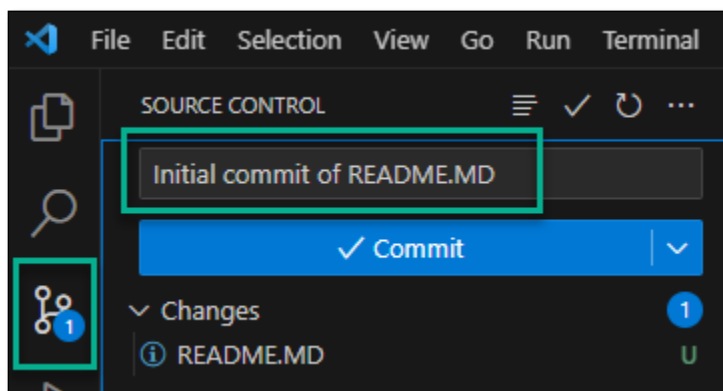 File Edit Selection View Go Run Terminal
SOURCE CONTROL
Initial commit of README.MD
Commit
1
Changes 1
README.MD U